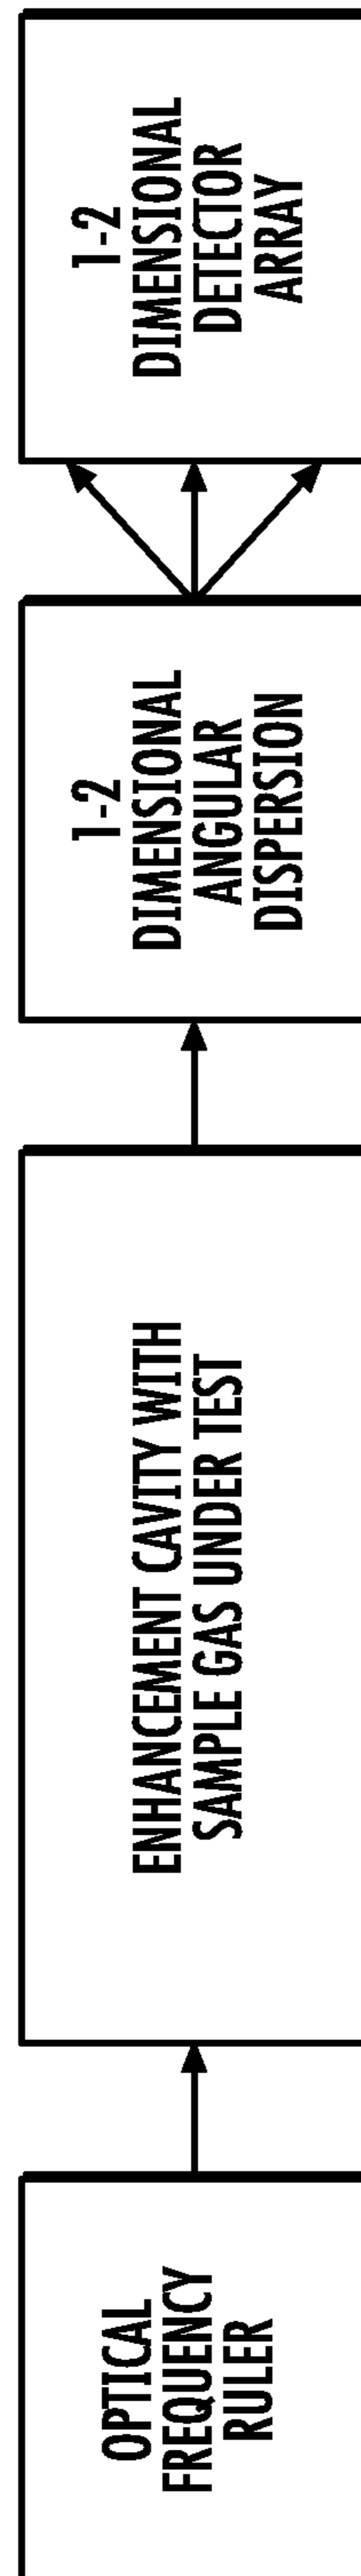 OPTICAL
FREQUENCY
RULER
ENHANCEMENT CAVITY WITH
SAMPLE GAS UNDER TEST
1-2
DIMENSIONAL
ANGULAR
DISPERSION
1-2
DIMENSIONAL
DETECTOR
ARRAY